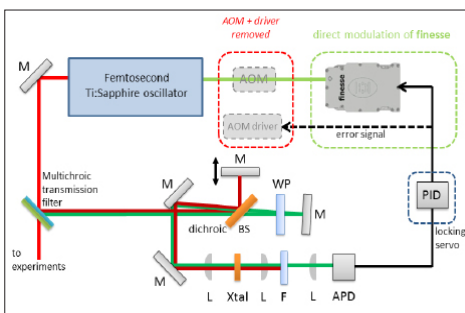 AOM + driver
removed
direct modulation of finesse
M
Femtosecond
Ti:Sapphire oscillator
AOM
finesse
AOM driver
error signal
M
Multichroic
transmission
filter
M
WP
PID
M
dichroic
BS
locking
servo
to
experiments
M
L
Xtal
L
F
L
APD